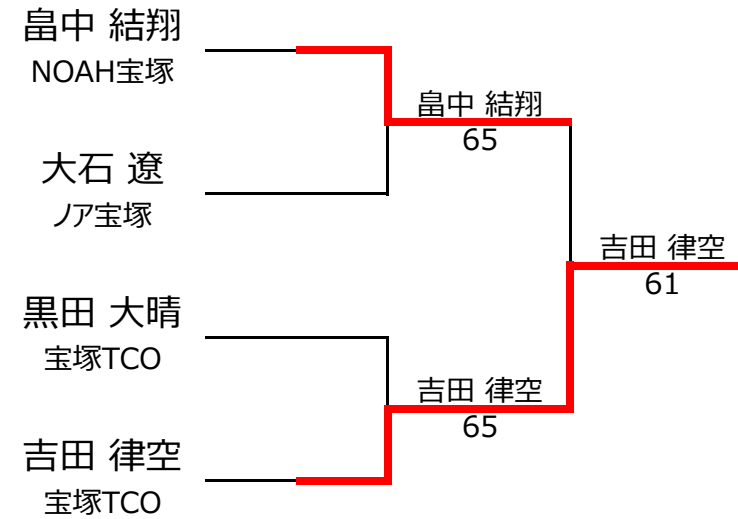 畠中 結翔
NOAH宝塚
畠中 結翔
65
大石 遼
ノア宝塚
吉田 律空
61
黒田 大晴
宝塚TCO
吉田 律空
65
吉田 律空
宝塚TCO